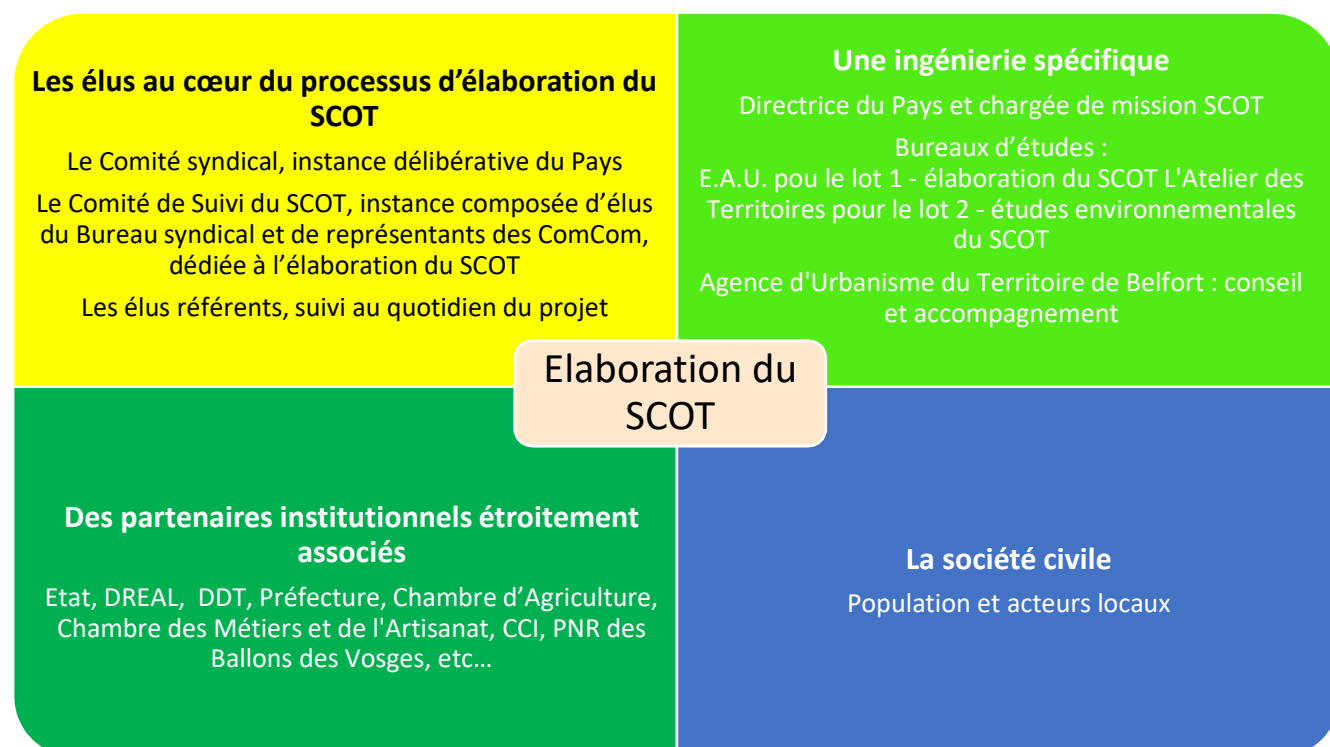 Les élus au cœur du processus d’élaboration du
SCOT
Le Comité syndical, instance délibérative du Pays
Le Comité de Suivi du SCOT, instance composée d’élus
du Bureau syndical et de représentants des ComCom,
dédiée à l’élaboration du SCOT
Les élus référents, suivi au quotidien du projet
Une ingénierie spécifique
Directrice du Pays et chargée de mission SCOT
Bureaux d’études :
E.A.U. pou le lot 1 - élaboration du SCOT L'Atelier des
Territoires pour le lot 2 - études environnementales
du SCOT
Agence d'Urbanisme du Territoire de Belfort : conseil
et accompagnement
Elaboration du
SCOT
Des partenaires institutionnels étroitement
associés
Etat, DREAL, DDT, Préfecture, Chambre d’Agriculture,
Chambre des Métiers et de l'Artisanat, CCI, PNR des
Ballons des Vosges, etc…
La société civile
Population et acteurs locaux